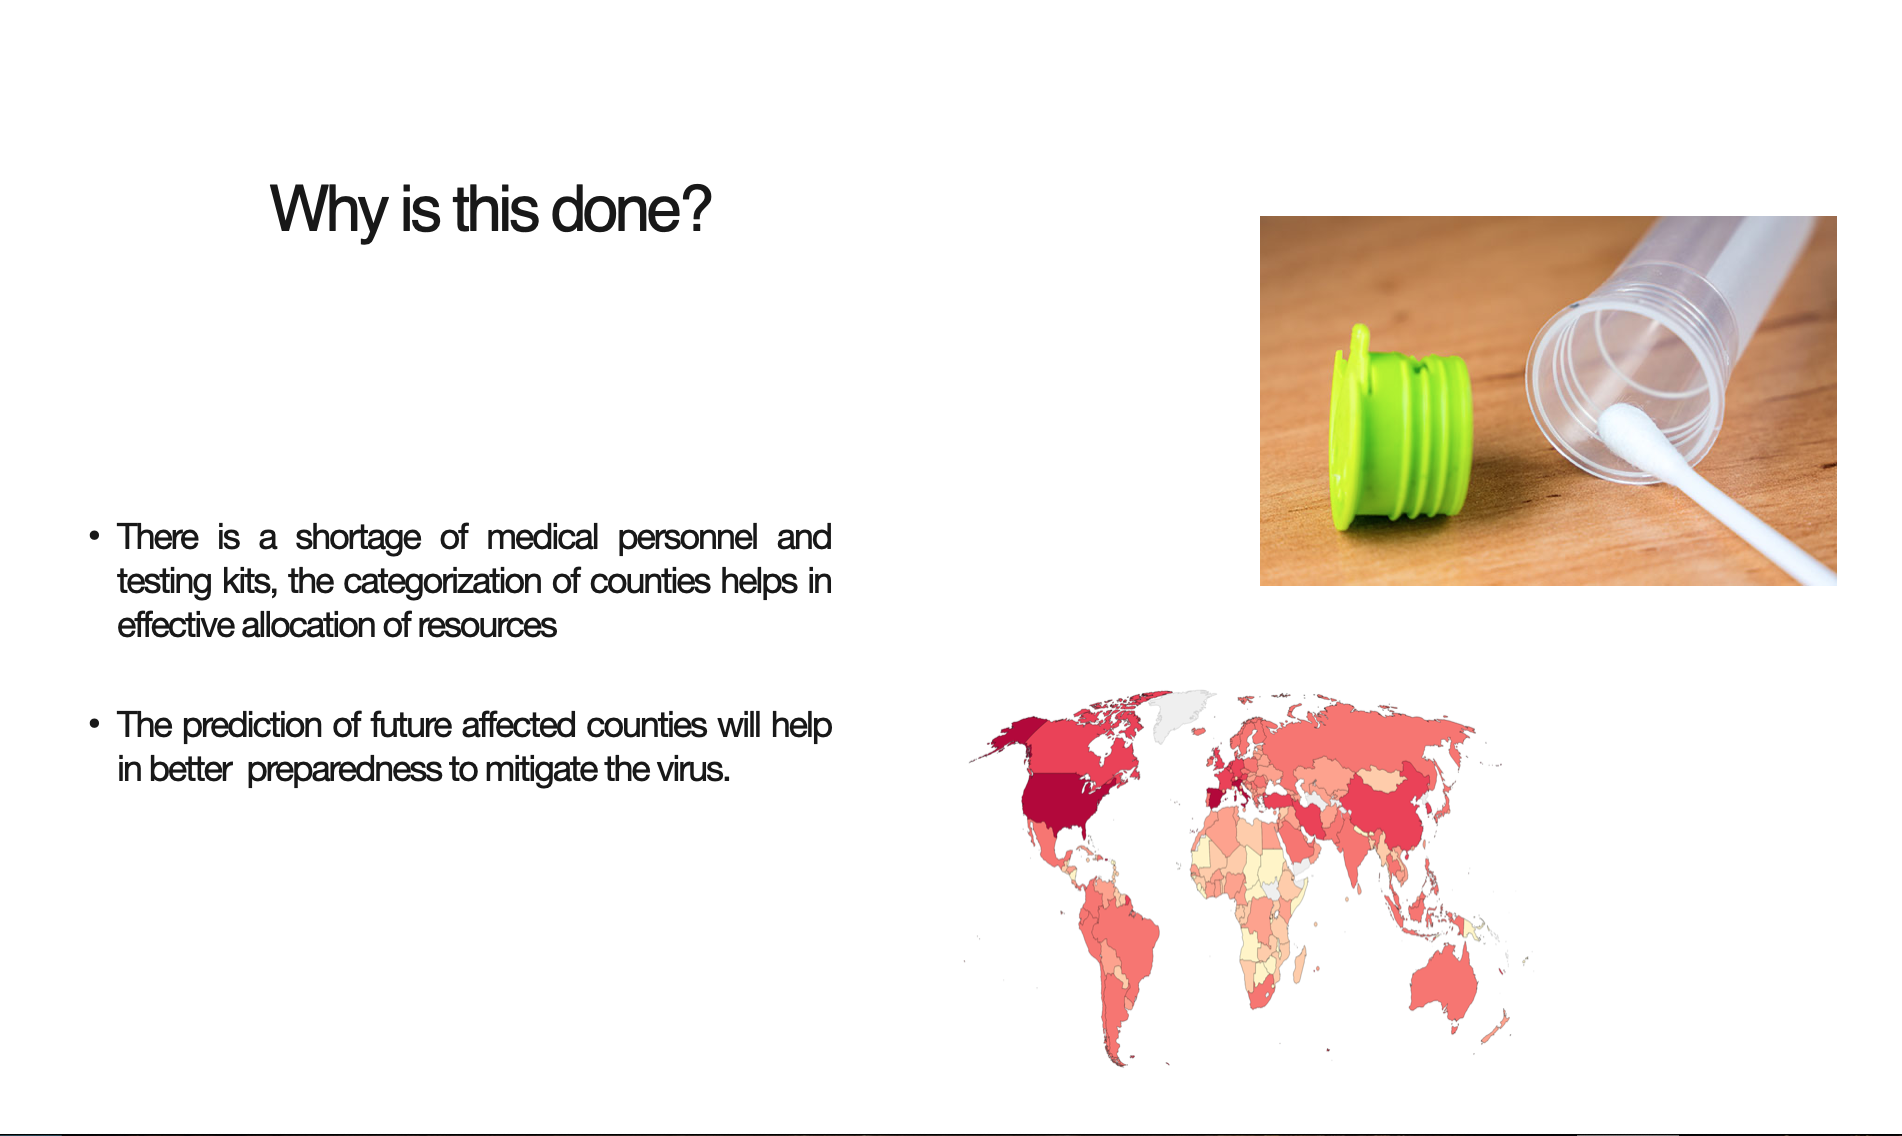 Why is this done?
• There is a shortage of medical personnel and
testing kits, the categorization of counties helps in
effective allocation of resources
• The prediction of future affected counties will help
in better  preparedness to mitigate the virus.